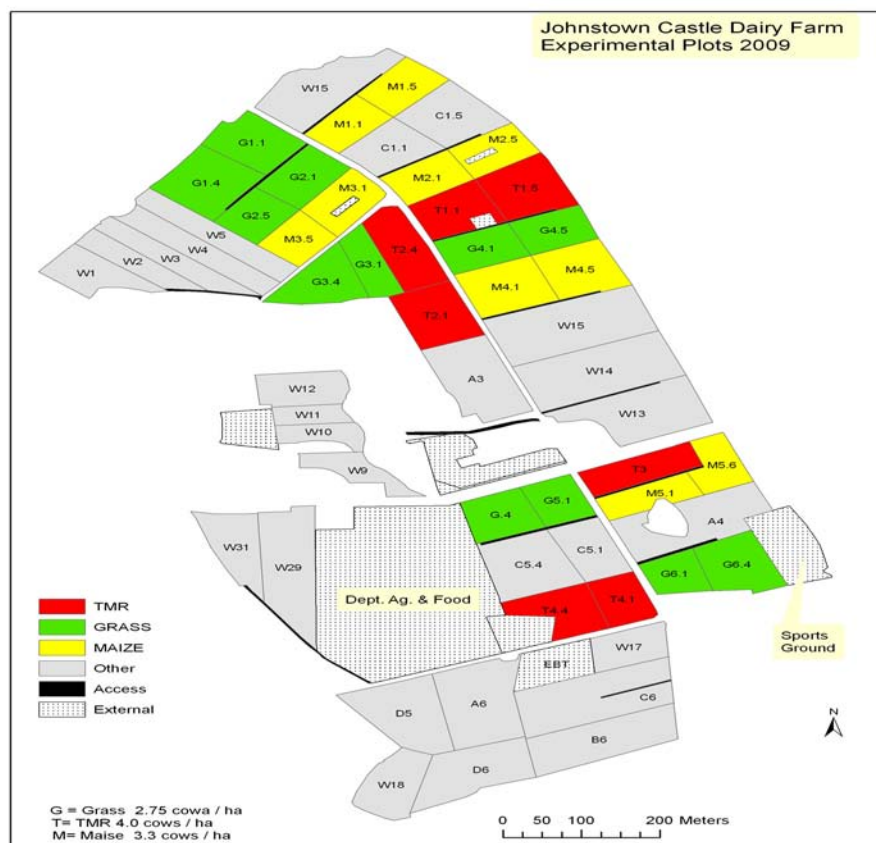 Johnstown Castle Dairy Farm
Experimental Plots 2009
W15
M1.5
M1.1
C1.5
C1.1
G1.1
G2.1
G1.4
G2.5
M3.1
M3.5
M2.5
M2.1
T1.5
T1.1
G4.5
G4.1
M4.5
M4.1
T2.4
G3.1
G3.4
T2.1
W5
W4
W3
W2
W1
W15
W14
W13
A3
W12
W11
W10
W9
T3
M5.6
M5.1
A4
G5.1
G.4
C5.1
C5.4
G6.1
G6.4
T4.1
T4.4
W31
W29
Dept. Ag. & Food
Sports
Ground
TMR
GRASS
MAIZE
Other
Access
External
EBT
W17
C6
B6
A6
D5
D6
W18
N
G = Grass 2.75 cowa / ha
T= TMR 4.0 cows / ha
M= Maise 3.3 cows / ha
0 50 100 200 Meters